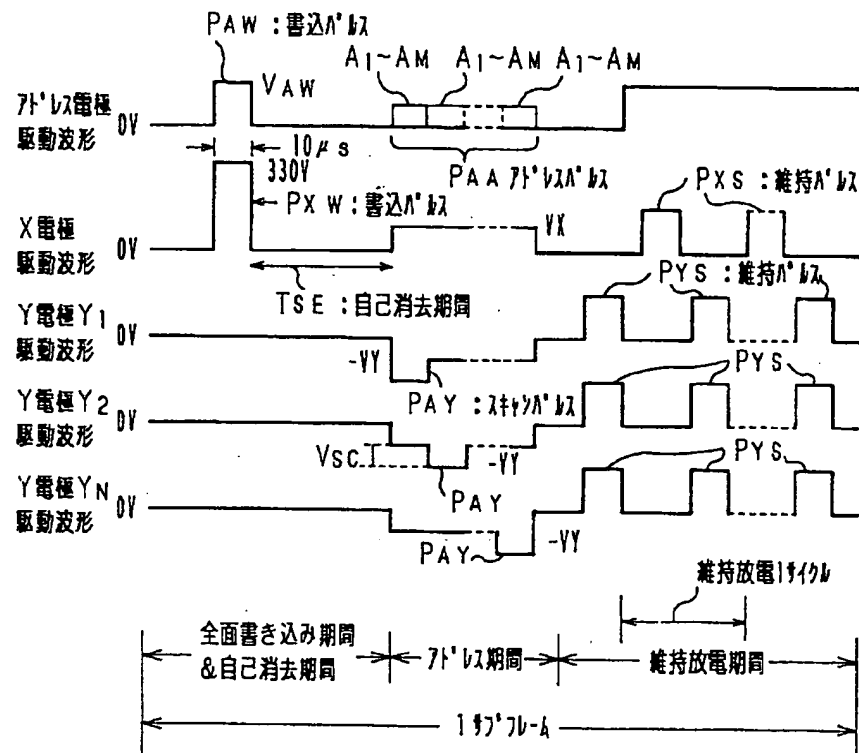 PAW：書込パルス
VAW
A1~AM A1~AM A1~AM
アドレス電極
駆動波形
0V
10μs
PAA アドレスパルス
330V
PXW：書込パルス
PXS：維持パルス
VX
X電極
駆動波形
0V
TSE：自己消去期間
PYS：維持パルス
Y電極Y1
駆動波形
0V
-VY
PAY：スキャンパルス
PYS
Y電極Y2
駆動波形
0V
VSC
-VY
PAY
PYS
Y電極YN
駆動波形
0V
PAY
-VY
維持放電1サイクル
全面書き込み期間
&自己消去期間
アドレス期間
維持放電期間
1サブフレーム